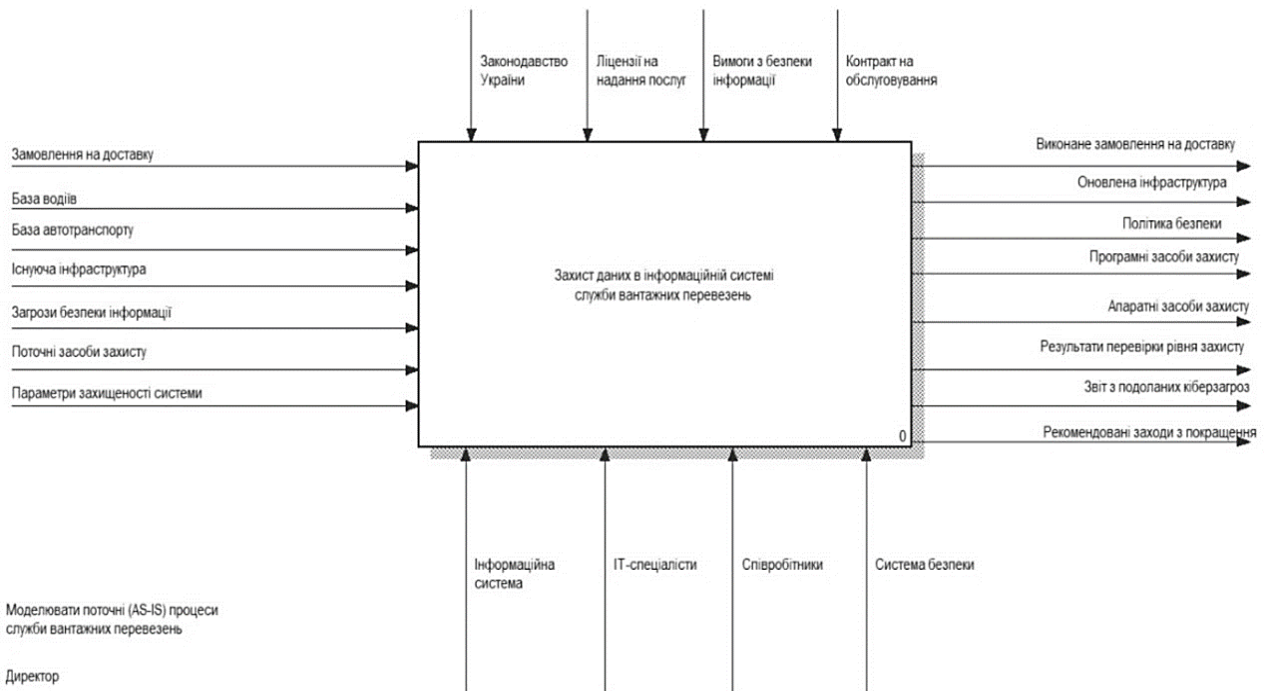 Законодавство
України
Ліцензії на
надання послуг
Вимоги з безпеки
інформації
Контракт на
обслуговування
Замовлення на доставку
База водіїв
База автотранспорту
Існуюча інфраструктура
Загрози безпеки інформації
Поточні засоби захисту
Параметри захищеності системи
Захист даних в інформаційній системі
служби вантажних перевезень
0
Виконане замовлення на доставку
Оновлена інфраструктура
Політика безпеки
Програмні засоби захисту
Апаратні засоби захисту
Результати перевірки рівня захисту
Звіт з подоланих кіберзагроз
Рекомендовані заходи з покращення
Інформаційна
система
ІТ-спеціалісти
Співробітники
Система безпеки
Моделювати поточні (AS-IS) процеси
служби вантажних перевезень
Директор